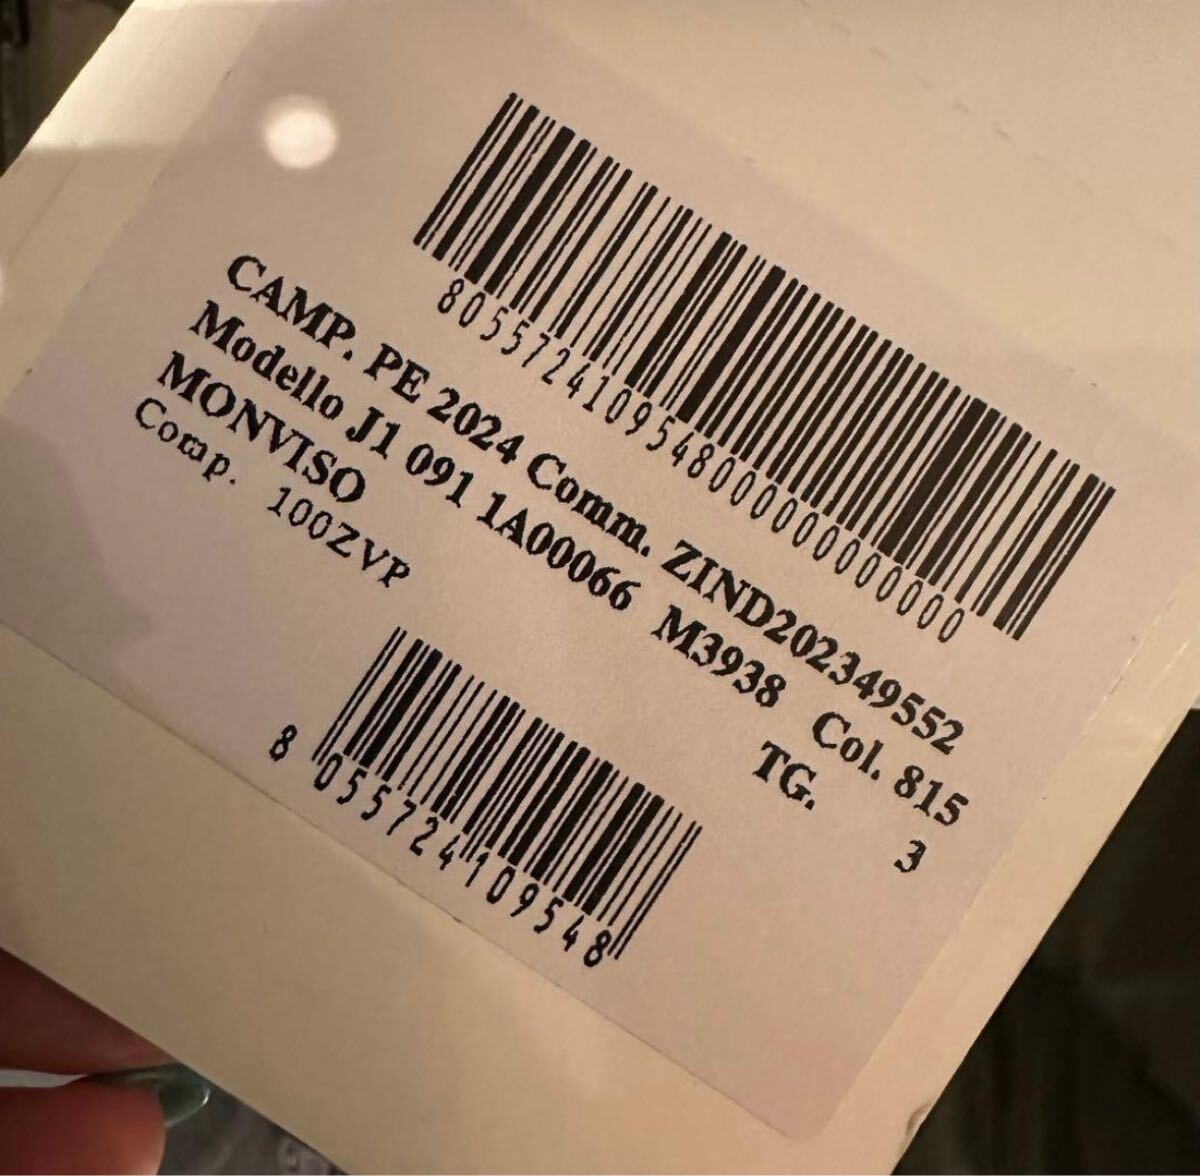 805572410954800000000000000
CAMP. PE 2024 Comm. ZIND202349552
Modello J1 091 1A00066 M3938 Col. 815
MONVISO TG. 3
Comp. 100ZVP
8 055724 109548